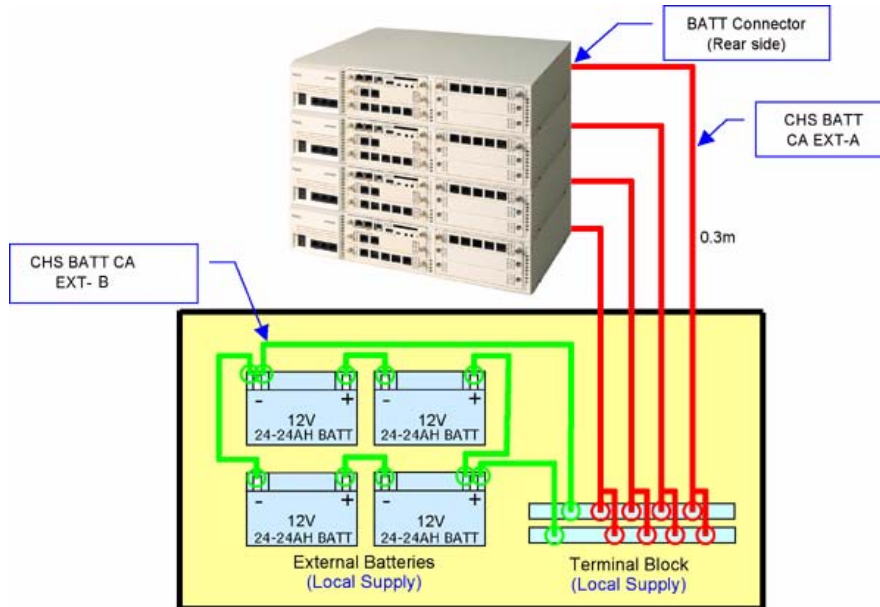 BATT Connector
(Rear side)
CHS BATT
CA EXT-A
0.3m
CHS BATT CA
EXT- B
- +
12V
24-24AH BATT
- +
12V
24-24AH BATT
- +
12V
24-24AH BATT
- +
12V
24-24AH BATT
External Batteries
(Local Supply)
Terminal Block
(Local Supply)